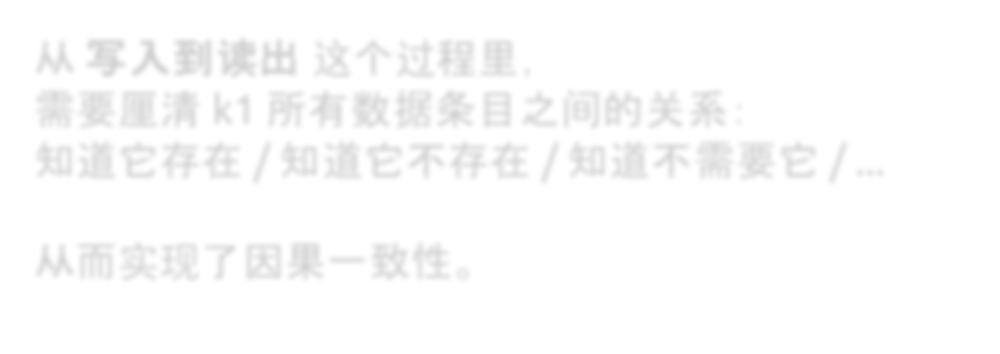 从 写入到读出 这个过程里，
需要厘清 k1 所有数据条目之间的关系：
知道它存在 / 知道它不存在 / 知道不需要它 / ...
从而实现了因果一致性。